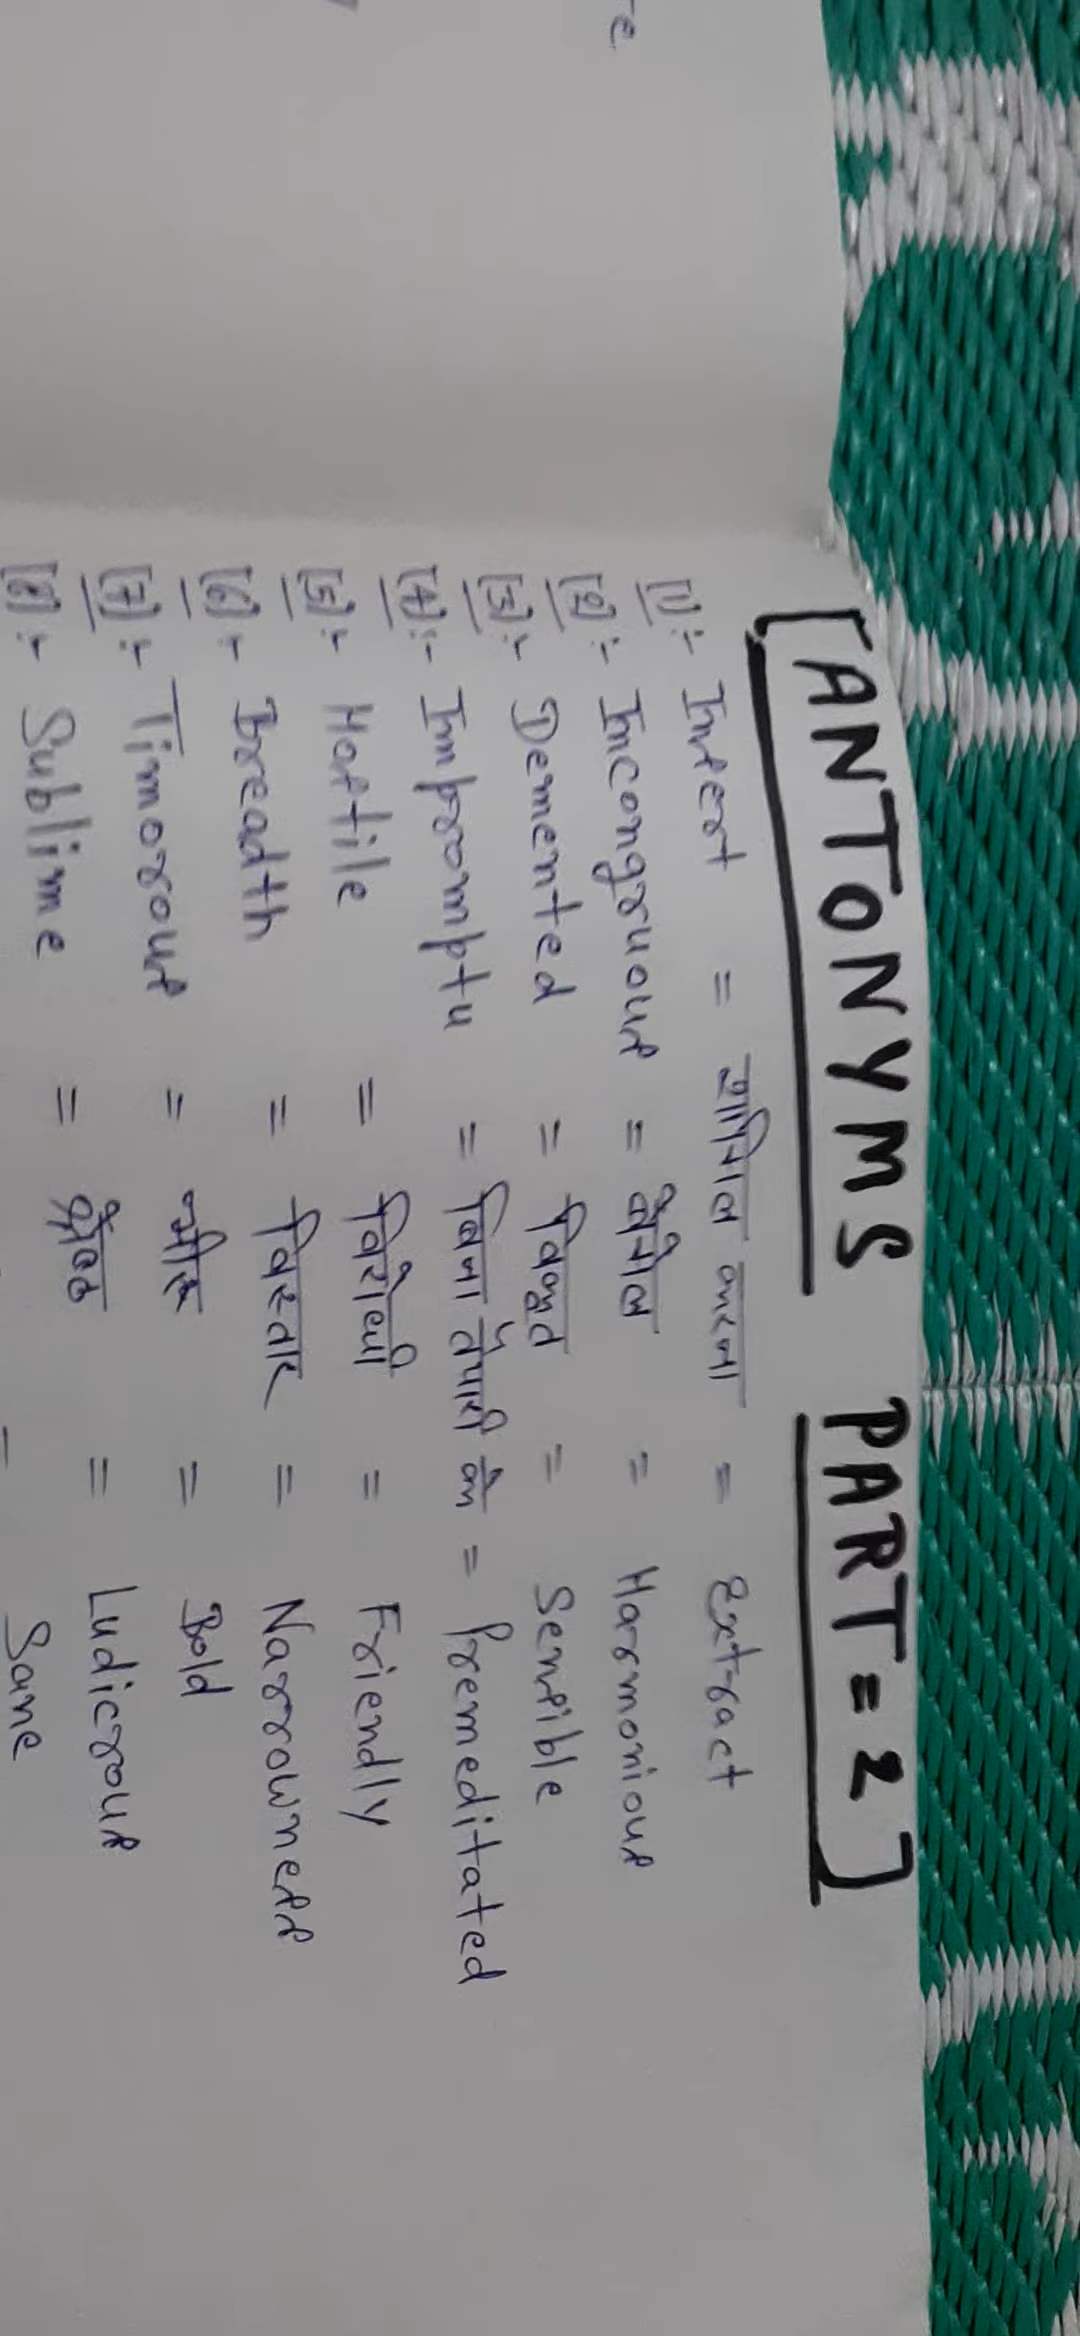 re
[ANTONYMS PART = 2]
[1]:- Insert = शामिल करना = Extract
[2]:- Incongruous = बेमेल = Harmonious
[3]:- Demented = विक्षुत = Sensible
[4]:- Impromptu = बिना तैयारी के = Premeditated
[5]:- Hostile = विरोधी = Friendly
[6]:- Breadth = विस्तार = Narrowness
[7]:- Timorous = भीरू = Bold
[8]:- Sublime = श्रेष्ठ = Ludicrous
= Sane